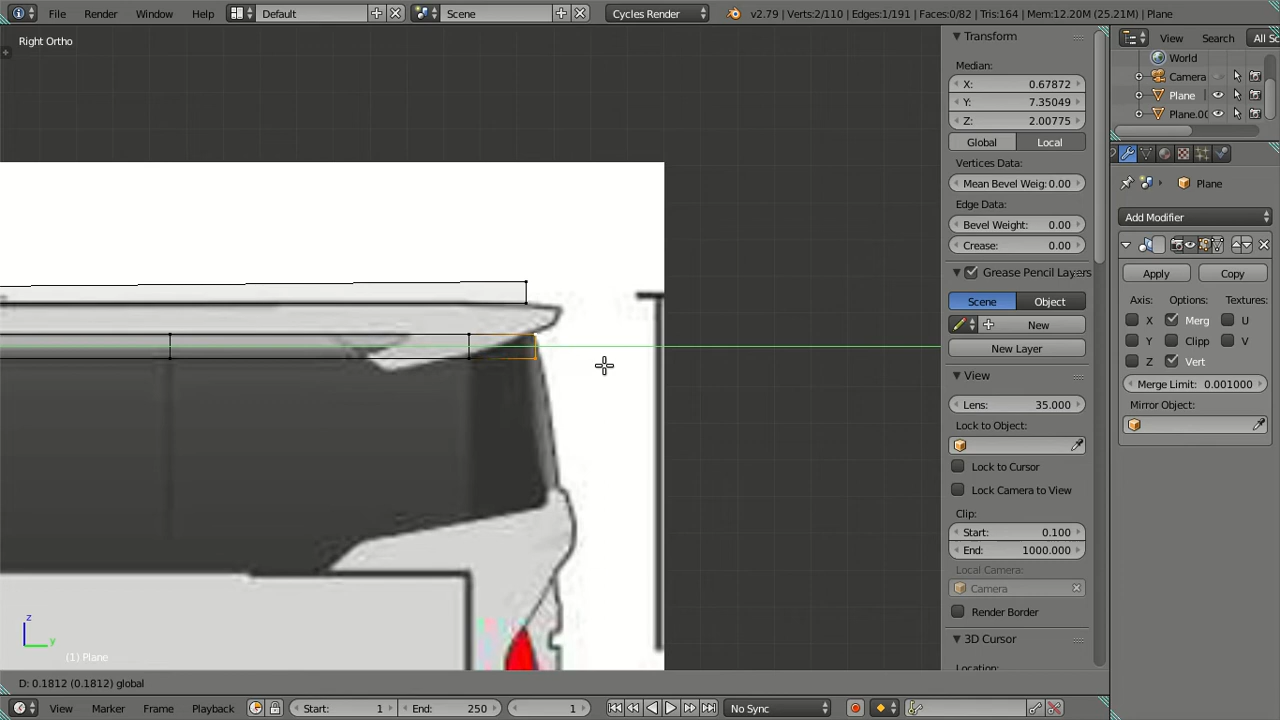 File Render Window Help Default Scene Cycles Render v2.79 | Verts:2/110 | Edges:1/191 | Faces:0/82 | Tris:164 | Mem:12.20M (25.21M) | Plane
Right Ortho
Transform
Median:
X: 0.67872
Y: 7.35049
Z: 2.00775
Global Local
Vertices Data:
Mean Bevel Weig: 0.00
Edge Data:
Bevel Weight: 0.00
Crease: 0.00
Grease Pencil Layers
Scene Object
New
New Layer
View
Lens: 35.000
Lock to Object:
Lock to Cursor
Lock Camera to View
Clip:
Start: 0.100
End: 1000.000
Local Camera:
Camera
Render Border
3D Cursor
Location:
View Search All Sc
World
Camera
Plane
Plane.00
Plane
Add Modifier
Apply Copy
Axis: Options: Textures:
X Merg U
Y Clipp V
Z Vert
Merge Limit: 0.001000
Mirror Object:
z
y
(1) Plane
D: 0.1812 (0.1812) global
View Marker Frame Playback Start: 1 End: 250 1 No Sync